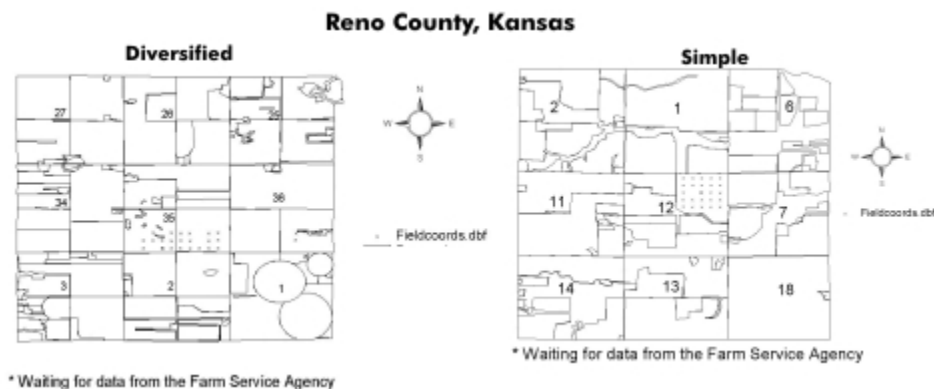 Reno County, Kansas
Diversified
Simple
27
26
25
N
W
E
S
34
35
36
Fieldcoords.dbf
3
2
1
2
1
6
N
W
E
S
11
12
7
Fieldcoords.dbf
14
13
18
* Waiting for data from the Farm Service Agency
* Waiting for data from the Farm Service Agency